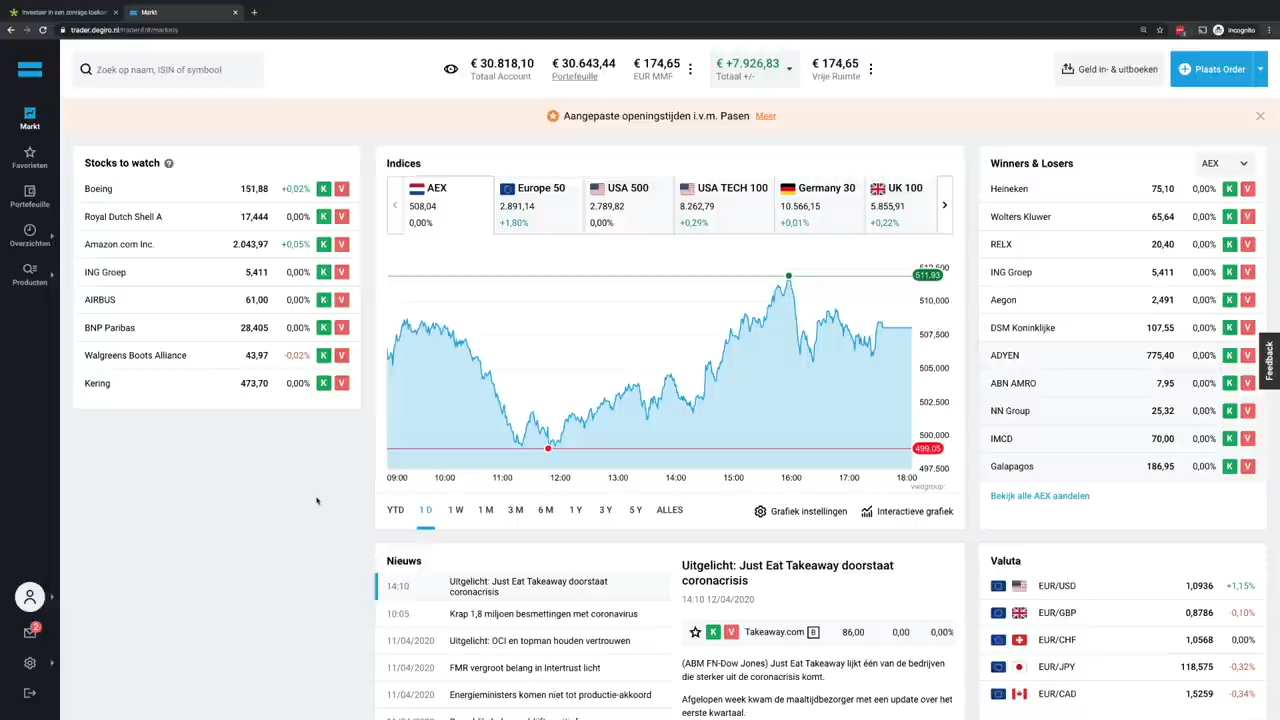 Investeer in een zonnige toekom
Markt
trader.degiro.nl/trader4/#/markets
Incognito
Zoek op naam, ISIN of symbool
€ 30.818,10
Totaal Account
€ 30.643,44
Portefeuille
€ 174,65
EUR MMF
€ +7.926,83
Totaal +/-
€ 174,65
Vrije Ruimte
Geld in- & uitboeken
Plaats Order
Markt
Favorieten
Portefeuille
Overzichten
Producten
2
Aangepaste openingstijden i.v.m. Pasen Meer
Stocks to watch ?
Boeing 151,88 +0,02% K V
Royal Dutch Shell A 17,444 0,00% K V
Amazon.com Inc. 2.043,97 +0,05% K V
ING Groep 5,411 0,00% K V
AIRBUS 61,00 0,00% K V
BNP Paribas 28,405 0,00% K V
Walgreens Boots Alliance 43,97 -0,02% K V
Kering 473,70 0,00% K V
Indices
AEX
508,04
0,00%
Europe 50
2.891,14
+1,80%
USA 500
2.789,82
0,00%
USA TECH 100
8.262,79
+0,29%
Germany 30
10.566,15
+0,01%
UK 100
5.855,91
+0,22%
512,500
511,93
510,000
507,500
505,000
502,500
500,000
499,05
497,500
09:00 10:00 11:00 12:00 13:00 14:00 15:00 16:00 17:00 18:00
vwdgroup:
YTD 1 D 1 W 1 M 3 M 6 M 1 Y 3 Y 5 Y ALLES
Grafiek instellingen
Interactieve grafiek
Winners & Losers
AEX
Heineken 75,10 0,00% K V
Wolters Kluwer 65,64 0,00% K V
RELX 20,40 0,00% K V
ING Groep 5,411 0,00% K V
Aegon 2,491 0,00% K V
DSM Koninklijke 107,55 0,00% K V
ADYEN 775,40 0,00% K V
ABN AMRO 7,95 0,00% K V
NN Group 25,32 0,00% K V
IMCD 70,00 0,00% K V
Galapagos 186,95 0,00% K V
Bekijk alle AEX aandelen
Feedback
Nieuws
14:10 Uitgelicht: Just Eat Takeaway doorstaat
coronacrisis
10:05 Krap 1,8 miljoen besmettingen met coronavirus
11/04/2020 Uitgelicht: OCI en topman houden vertrouwen
11/04/2020 FMR vergroot belang in Intertrust licht
11/04/2020 Energieministers komen niet tot productie-akkoord
Uitgelicht: Just Eat Takeaway doorstaat
coronacrisis
14:10 12/04/2020
K V Takeaway.com B 86,00 0,00 0,00%
(ABM FN-Dow Jones) Just Eat Takeaway lijkt één van de bedrijven
die sterker uit de coronacrisis komt.
Afgelopen week kwam de maaltijdbezorger met een update over het
eerste kwartaal.
Valuta
EUR/USD 1,0936 +1,15%
EUR/GBP 0,8786 -0,10%
EUR/CHF 1,0568 0,00%
EUR/JPY 118,575 -0,32%
EUR/CAD 1,5259 -0,34%